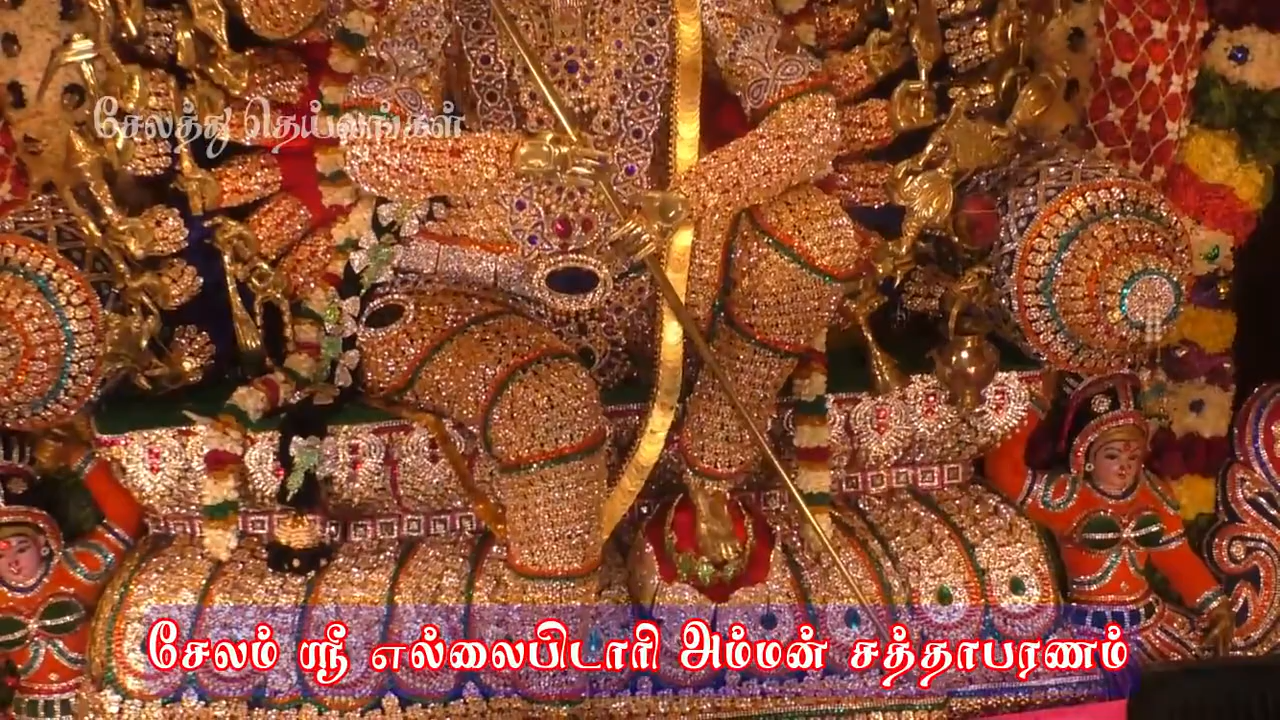 சேலத்து தெய்வங்கள்
சேலம் ஸ்ரீ எல்லைபிடாரி அம்மன் சத்தாபரணம்